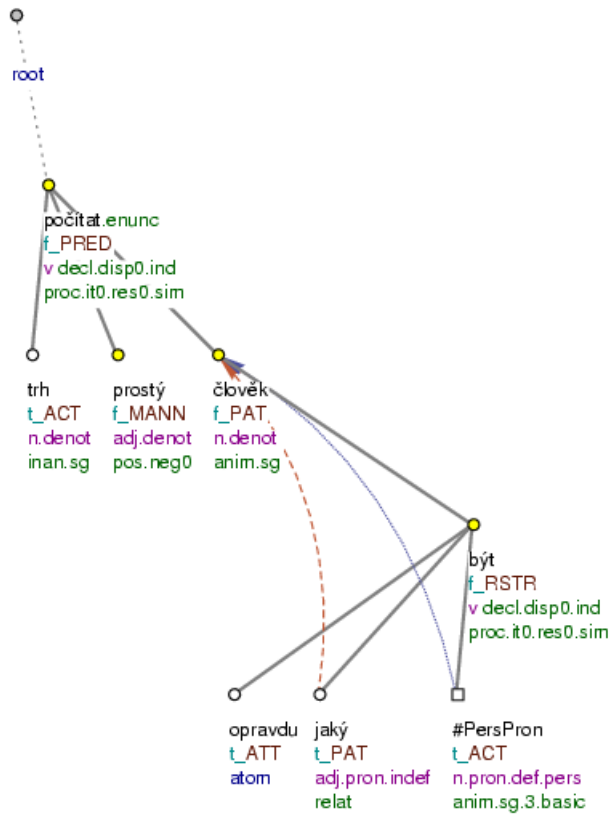 root
počítat.enunc
f_PRED
v decl.disp0.ind
proc.it0.res0.sim
trh
t_ACT
n.denot
inan.sg
prostý
f_MANN
adj.denot
pos.neg0
člověk
f_PAT
n.denot
anim.sg
být
f_RSTR
v decl.disp0.ind
proc.it0.res0.sim
opravdu
t_ATT
atom
jaký
t_PAT
adj.pron.indef
relat
#PersPron
t_ACT
n.pron.def.pers
anim.sg.3.basic